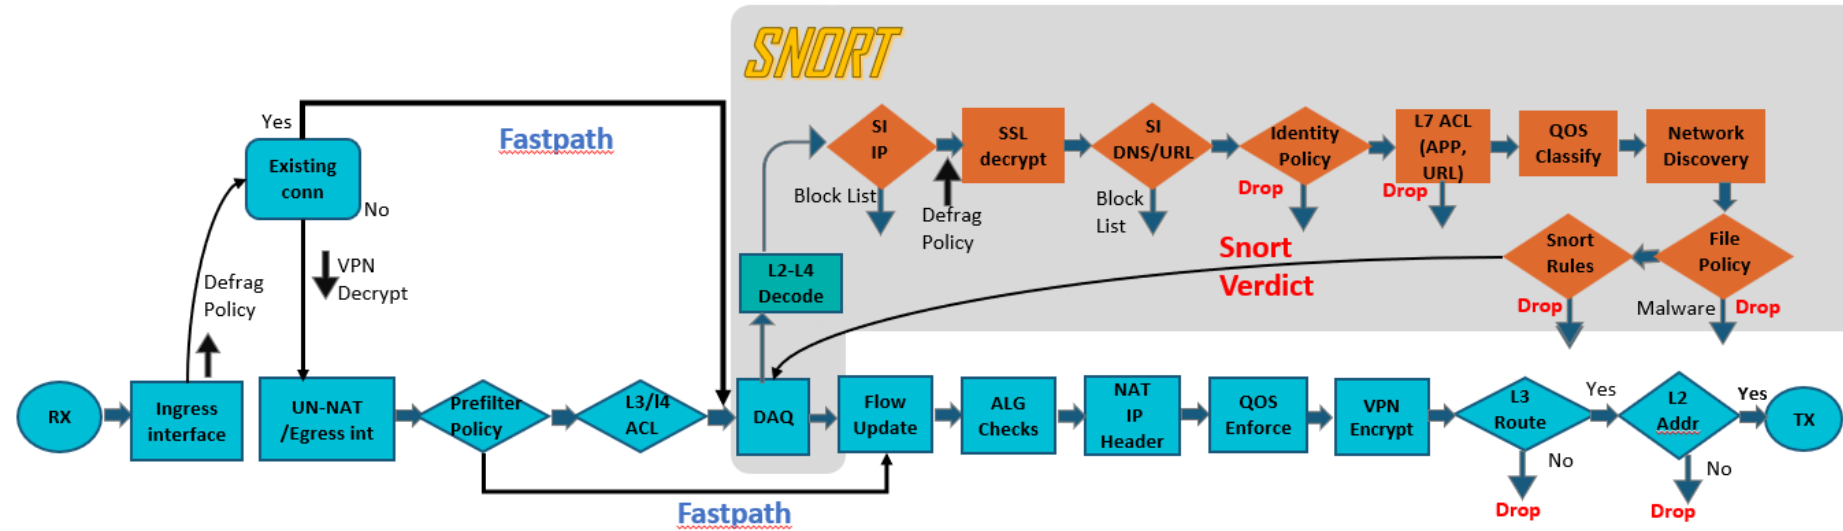 SNORT
Yes
Fastpath
Existing
conn
No
VPN
Decrypt
Defrag
Policy
SI
IP
Block List
Defrag
Policy
SSL
decrypt
SI
DNS/URL
Block
List
Identity
Policy
Drop
L7 ACL
(APP,
URL)
Drop
QOS
Classify
Network
Discovery
File
Policy
Malware
Drop
Snort
Rules
Drop
Snort
Verdict
L2-L4
Decode
RX
Ingress
interface
UN-NAT
/Egress int
Prefilter
Policy
L3/l4
ACL
DAQ
Flow
Update
ALG
Checks
NAT
IP
Header
QOS
Enforce
VPN
Encrypt
L3
Route
Yes
No
Drop
L2
Addr
Yes
No
Drop
TX
Fastpath